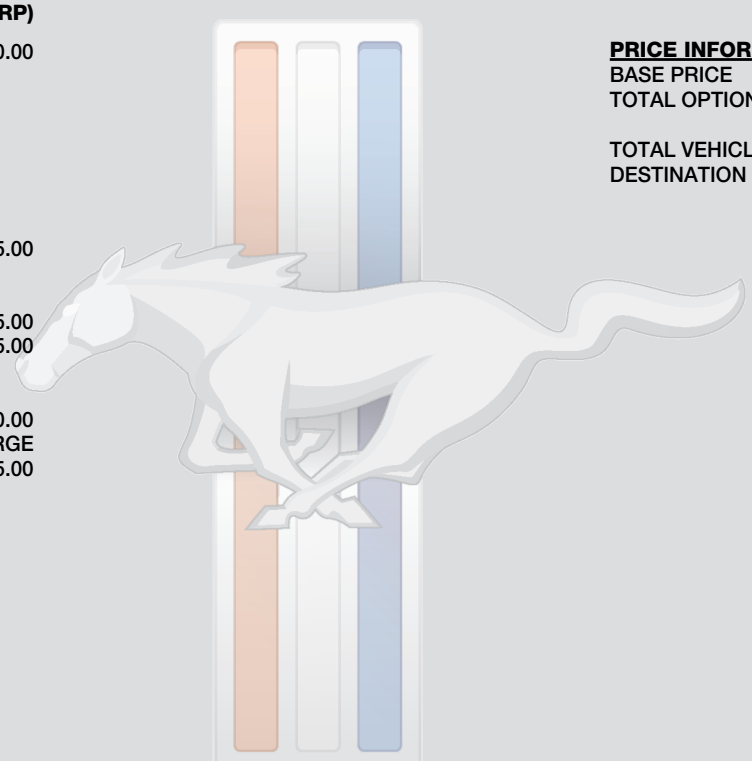 RP)
0.00
5.00
5.00
5.00
0.00
RGE
5.00
PRICE INFOR
BASE PRICE
TOTAL OPTION
TOTAL VEHICL
DESTINATION